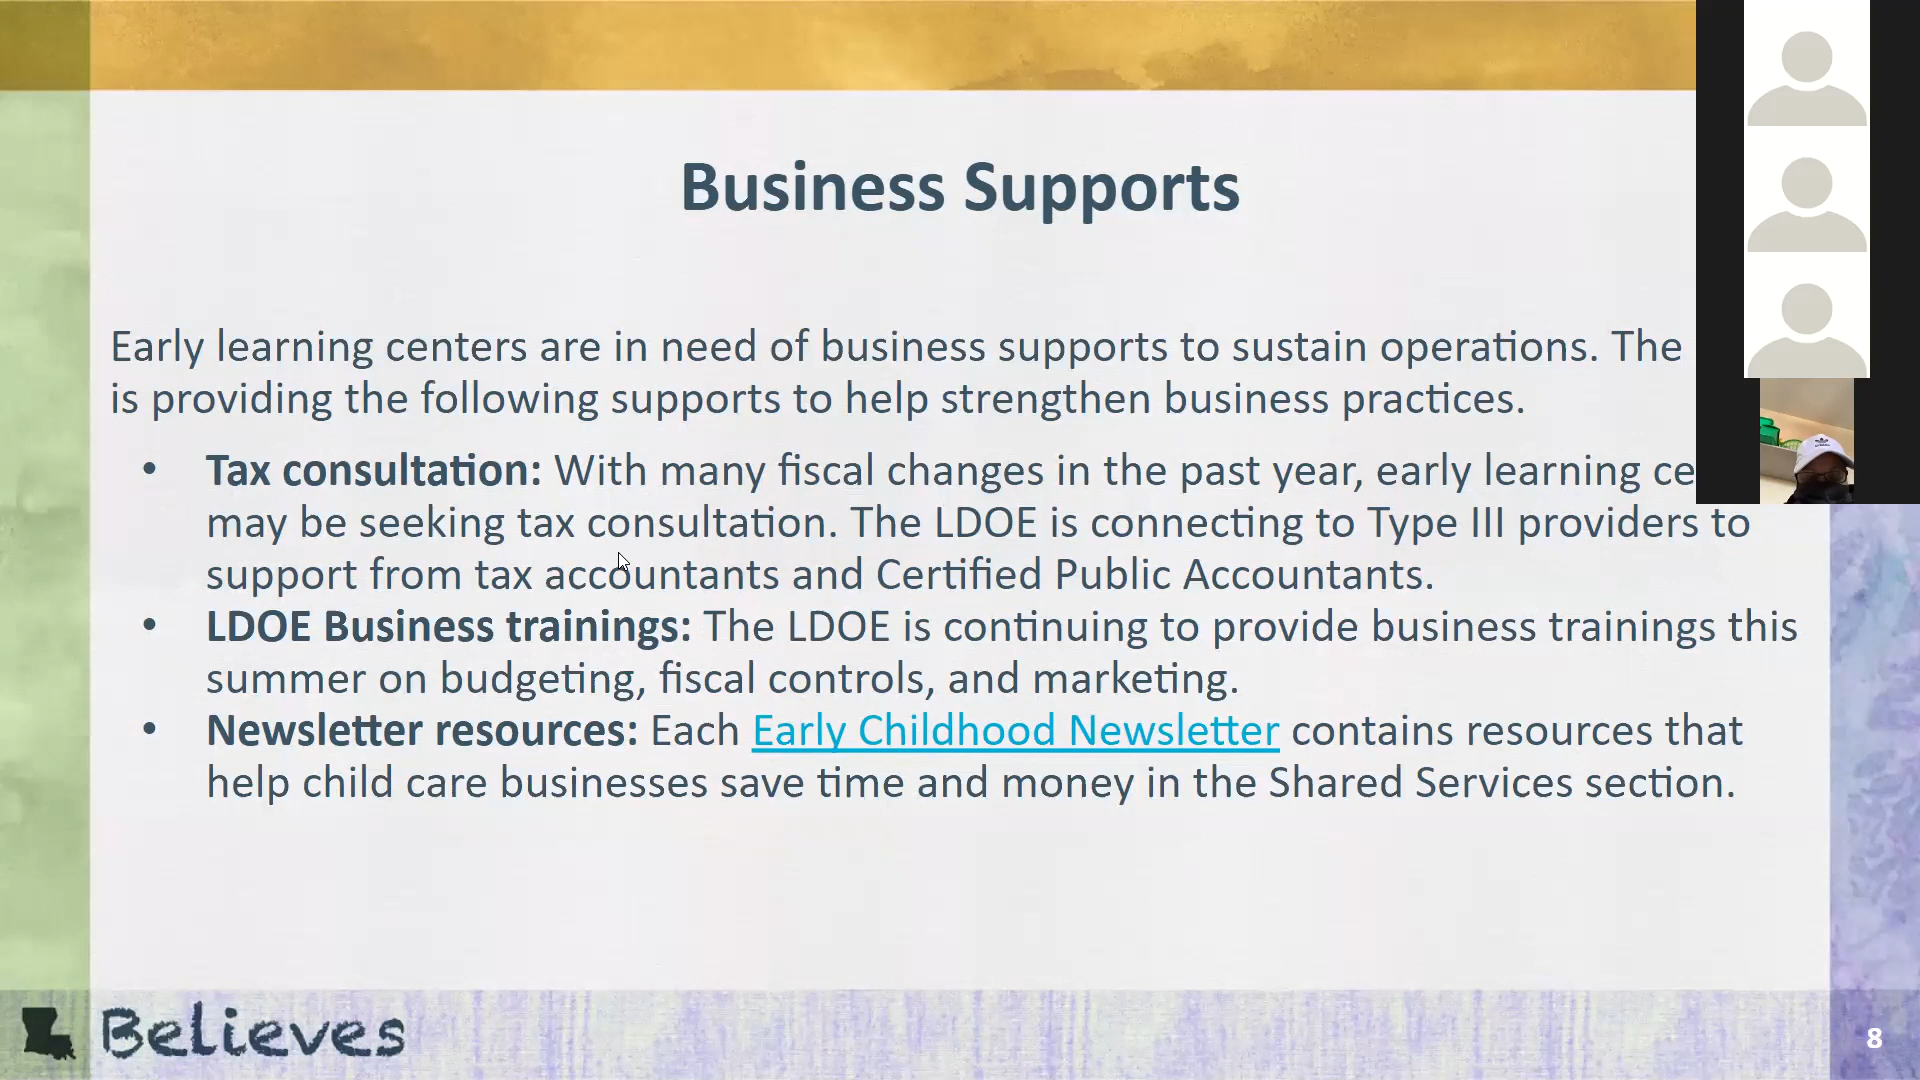 Business Supports
Early learning centers are in need of business supports to sustain operations. The
is providing the following supports to help strengthen business practices.
• Tax consultation: With many fiscal changes in the past year, early learning ce
may be seeking tax consultation. The LDOE is connecting to Type III providers to
support from tax accountants and Certified Public Accountants.
• LDOE Business trainings: The LDOE is continuing to provide business trainings this
summer on budgeting, fiscal controls, and marketing.
• Newsletter resources: Each Early Childhood Newsletter contains resources that
help child care businesses save time and money in the Shared Services section.
Believes
8